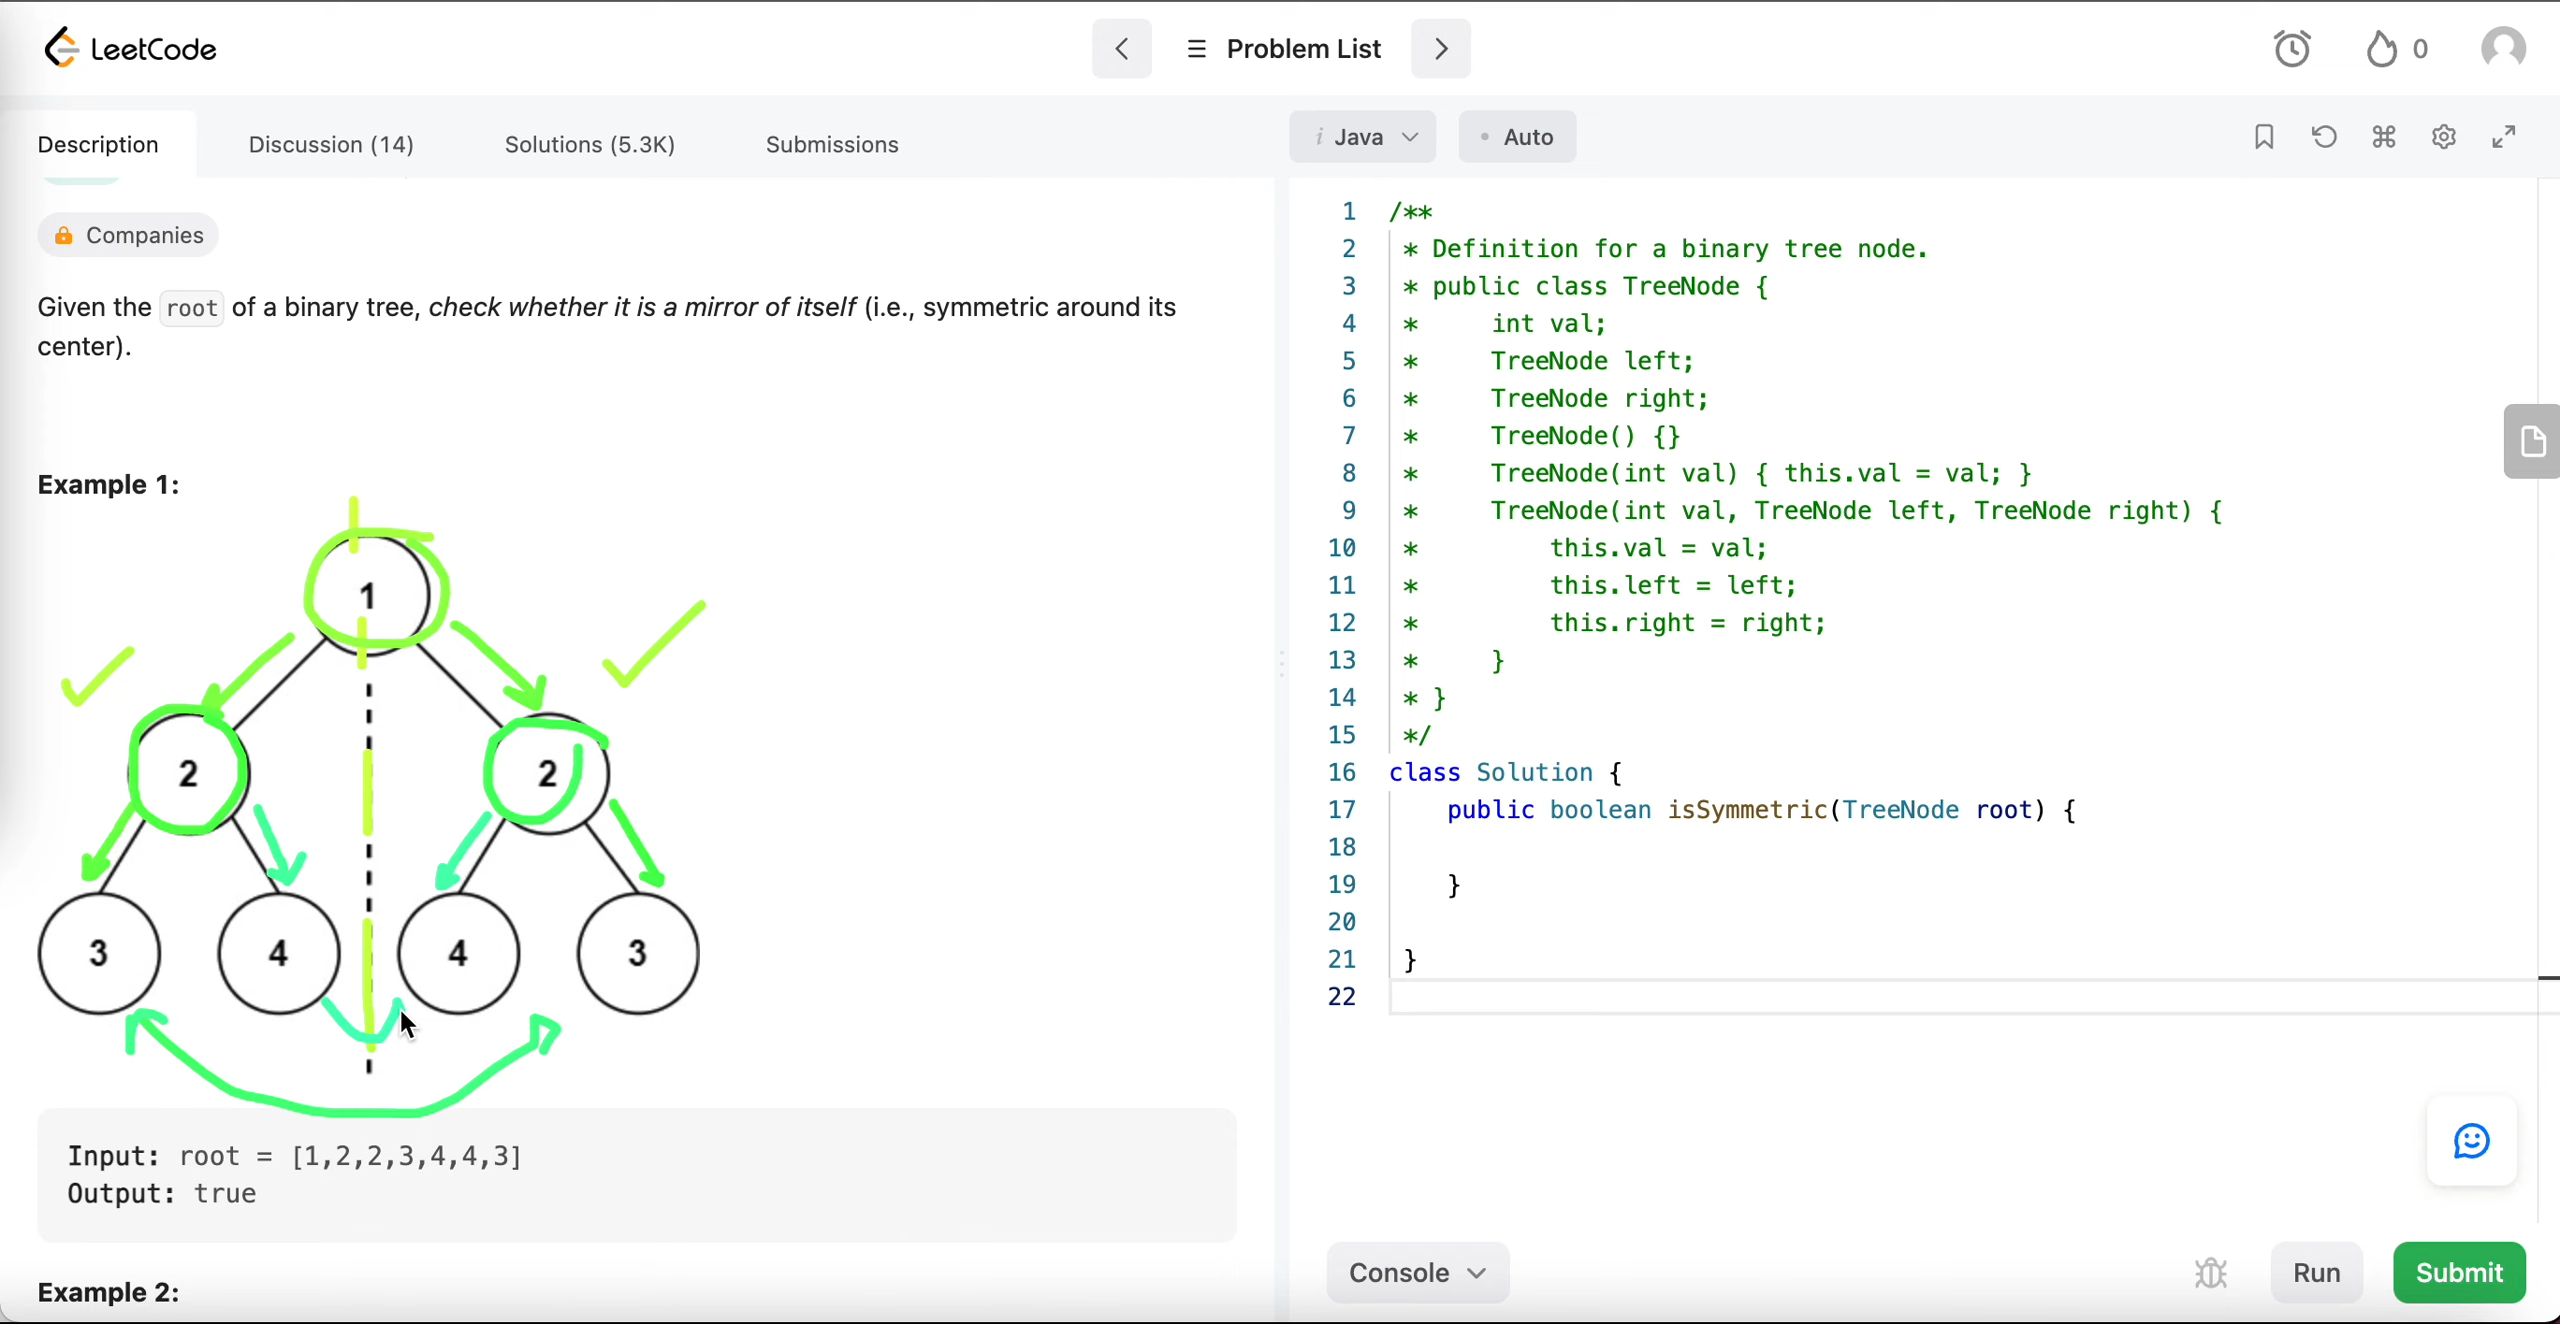 LeetCode
Problem List
0
Description
Discussion (14)
Solutions (5.3K)
Submissions
Companies
Given the root of a binary tree, check whether it is a mirror of itself (i.e., symmetric around its
center).
Example 1:
1
2
2
3
4
4
3
Input: root = [1,2,2,3,4,4,3]
Output: true
Example 2:
i Java
Auto
1 /**
2  * Definition for a binary tree node.
3  * public class TreeNode {
4  *     int val;
5  *     TreeNode left;
6  *     TreeNode right;
7  *     TreeNode() {}
8  *     TreeNode(int val) { this.val = val; }
9  *     TreeNode(int val, TreeNode left, TreeNode right) {
10  *         this.val = val;
11  *         this.left = left;
12  *         this.right = right;
13  *     }
14  * }
15  */
16 class Solution {
17     public boolean isSymmetric(TreeNode root) {
18
19     }
20
21  }
22
Console
Run
Submit